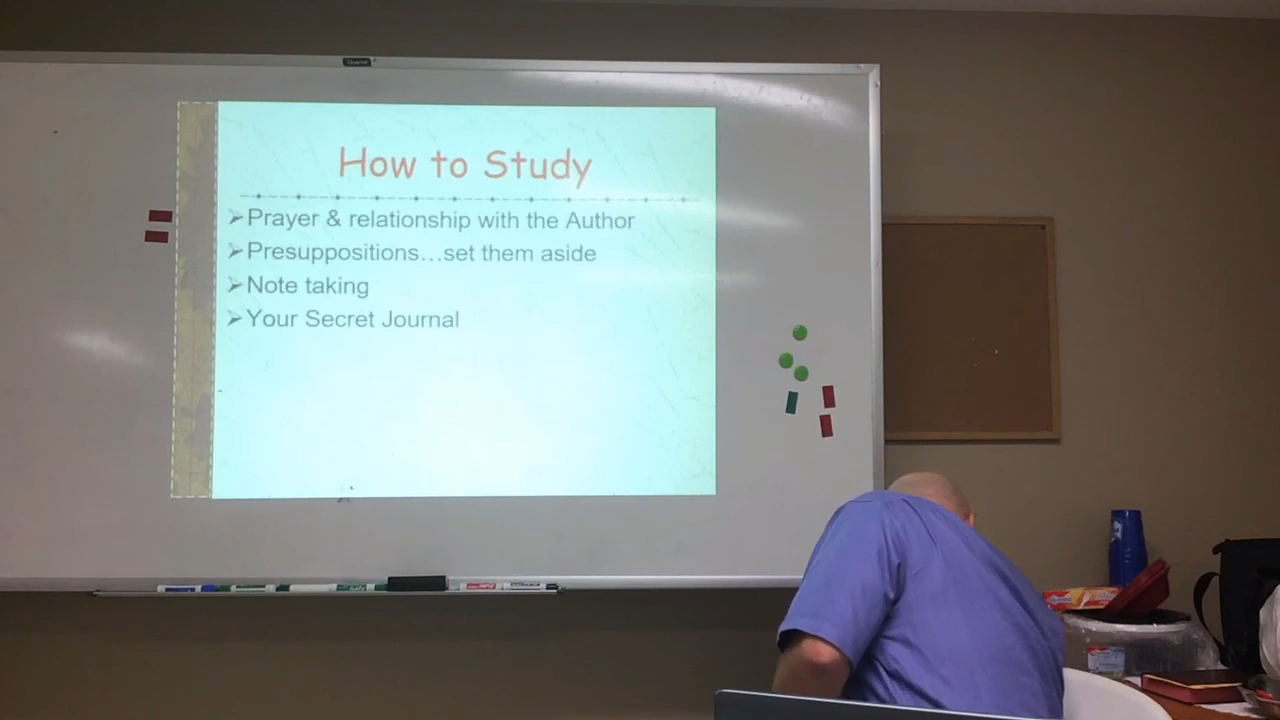 How to Study
Prayer & relationship with the Author
Presuppositions...set them aside
Note taking
Your Secret Journal